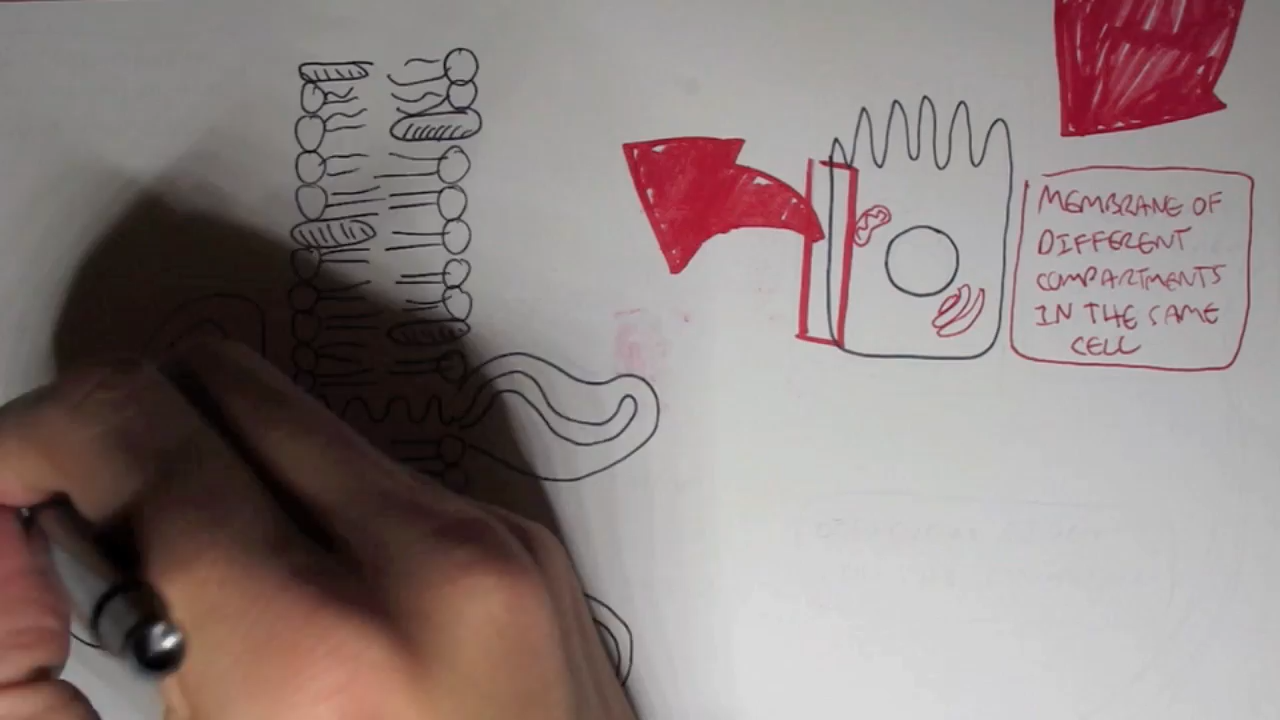 MEMBRANE OF
DIFFERENT
COMPARTMENTS
IN THE SAME
CELL